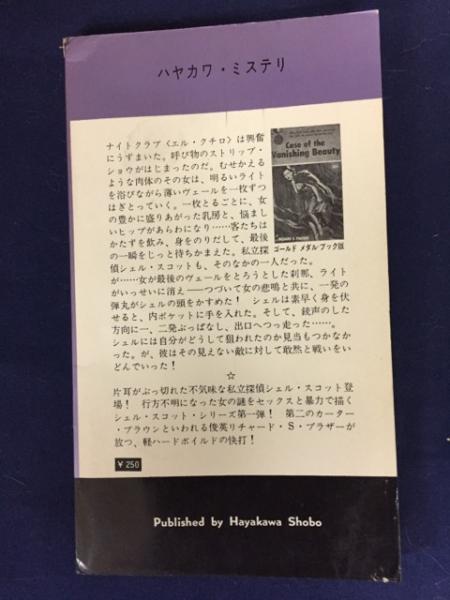 ハヤカワ・ミステリ
ナイトクラブ〈エル・クチロ〉は興奮
にうずまいた。呼び物のストリップ・
ショウがはじまったのだ。むせかえる
ような肉体のその女は、明るいライト
を浴びながら薄いヴェールを一枚ずつ
はぎとっていく。一枚とるごとに、女
の豊かに盛りあがった乳房と、悩まし
いヒップがあらわになり……客たちは
かたずを飲み、身をのりだして、最後
の一瞬をじっと待ちかまえた。私立探
偵シェル・スコットも、そのなかの一人だった。
が……女が最後のヴェールをとろうとした刹那、ライト
がいっせいに消え――つづいて女の悲鳴と共に、一発の
弾丸がシェルの頭をかすめた！　シェルは素早く身を伏
せると、内ポケットに手を入れた。そして、銃声のした
方向に一、二発ぶっぱなし、出口へつっ走った……。
シェルには自分がどうして狙われたのか見当もつかなか
った。が、彼はその見えない敵に対して敢然と戦いをい
どんでいった！
Case of the
Vanishing Beauty
RICHARD S. PRATHER
ゴールド メダル・ブック版
☆
片耳がぶっ切れた不気味な私立探偵シェル・スコット登
場！　行方不明になった女の謎をセックスと暴力で描く
シェル・スコット・シリーズ第一弾！　第二のカーター
・ブラウンといわれる俊英リチャード・S・プラザーが
放つ、軽ハードボイルドの快打！
¥ 250
Published by Hayakawa Shobo